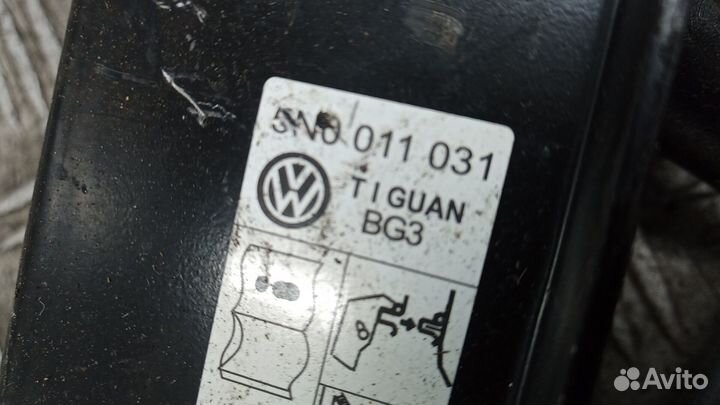 5N0 011 031
TIGUAN
BG3
Avito